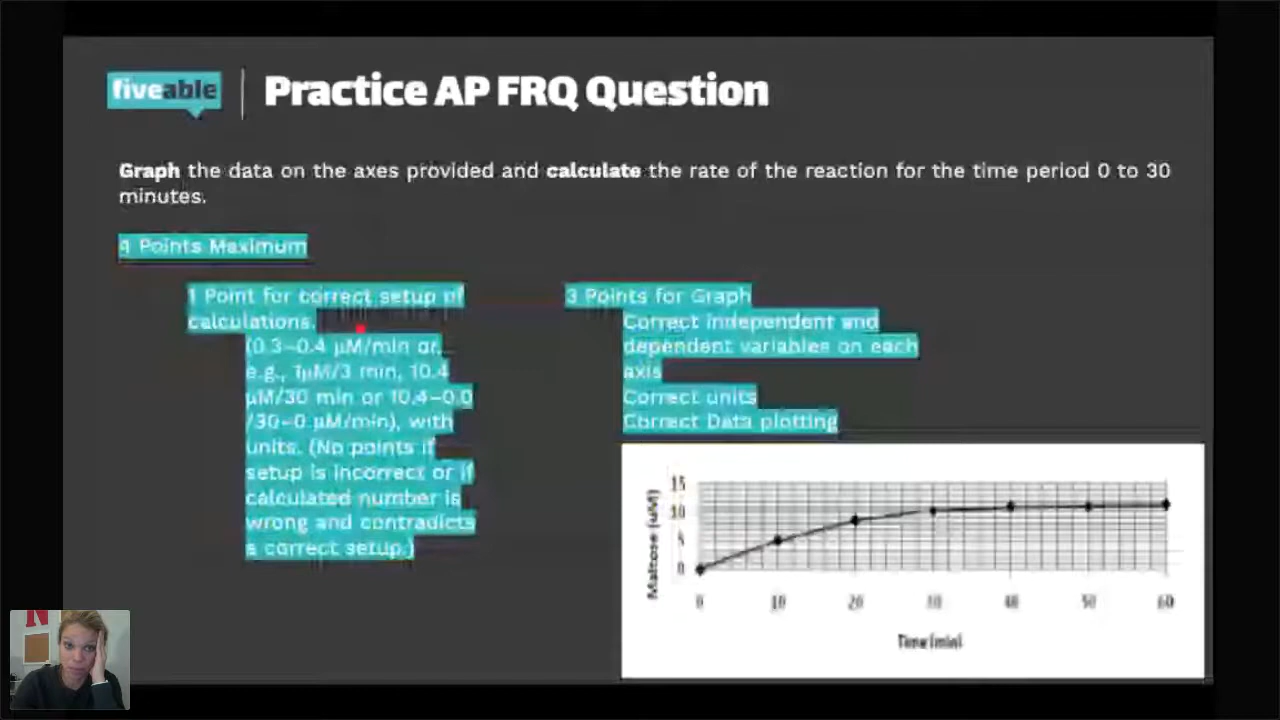 fiveable
Practice AP FRQ Question
Graph the data on the axes provided and calculate the rate of the reaction for the time period 0 to 30
minutes.
4 Points Maximum
1 Point for correct setup of
calculations.
(0.3–0.4 µM/min or,
e.g., 1µM/3 min, 10.4
µM/30 min or 10.4–0.0
/30–0 µM/min), with
units. (No points if
setup is incorrect or if
calculated number is
wrong and contradicts
a correct setup.)
3 Points for Graph
Correct independent and
dependent variables on each
axis
Correct units
Correct Data plotting
Maltose (uM)
15
10
5
0
0 10 20 30 40 50 60
Time (min)
N